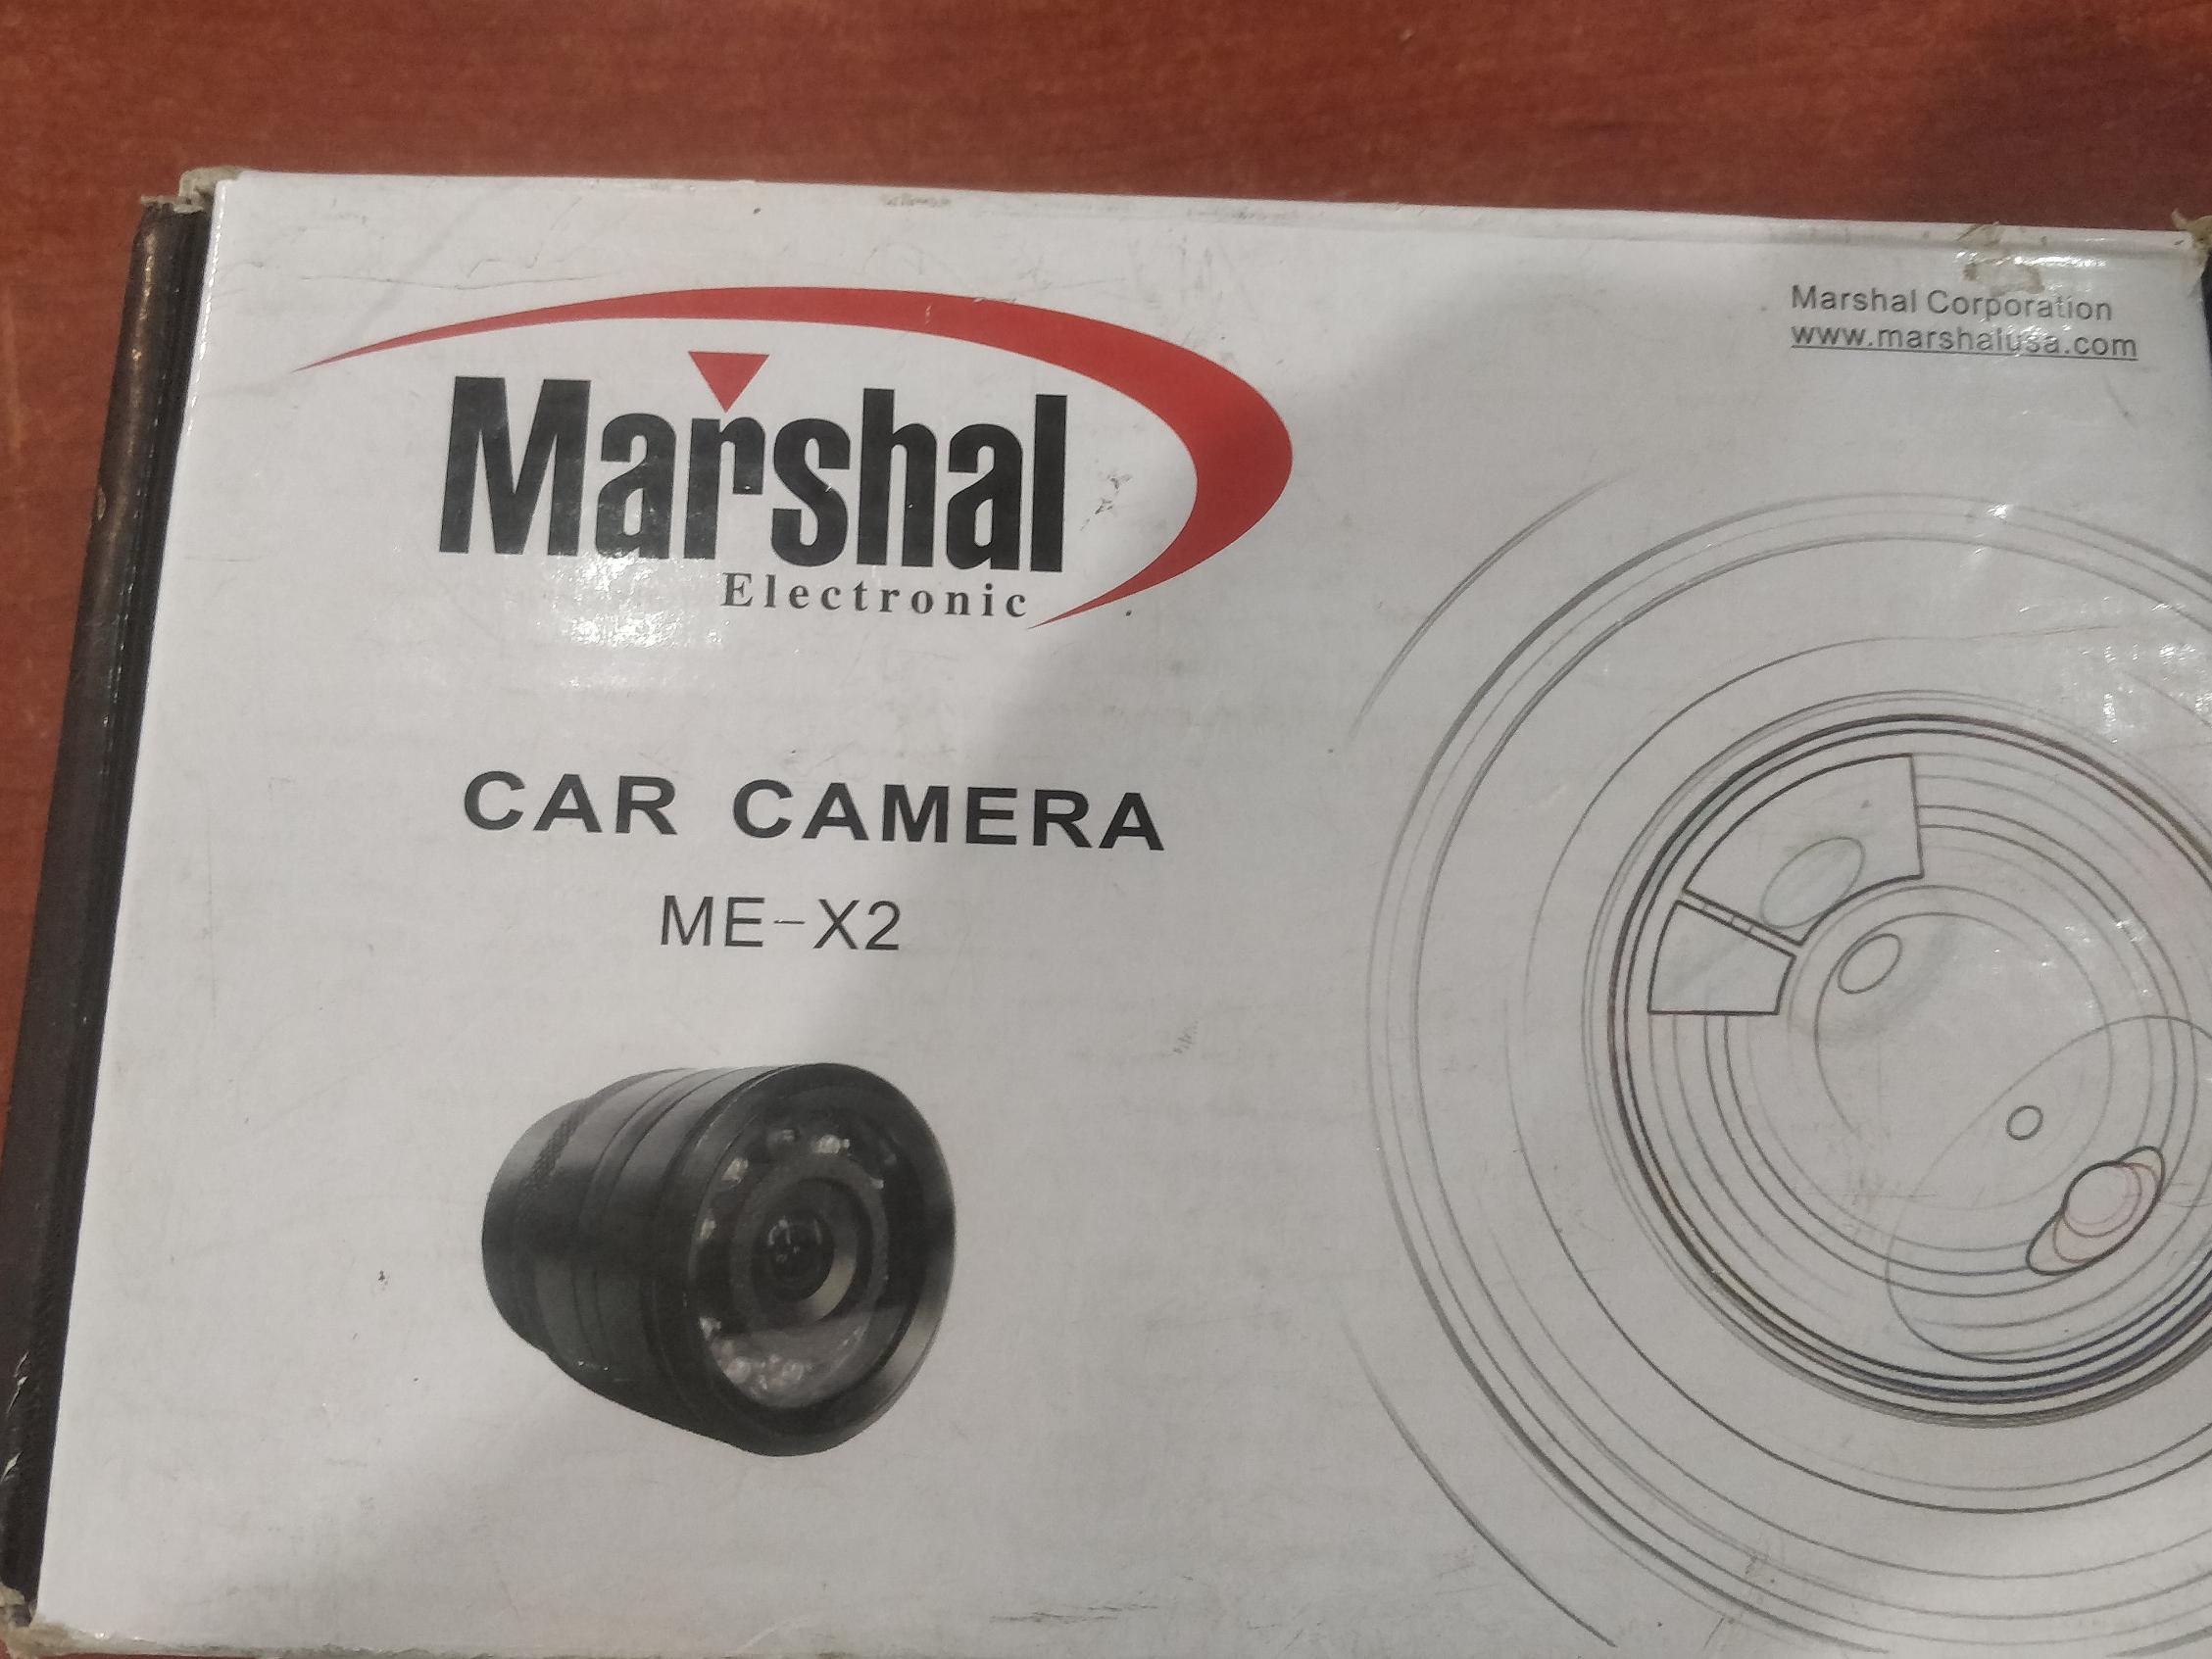 Marshal Corporation
www.marshalusa.com
Marshal
Electronic
CAR CAMERA
ME-X2